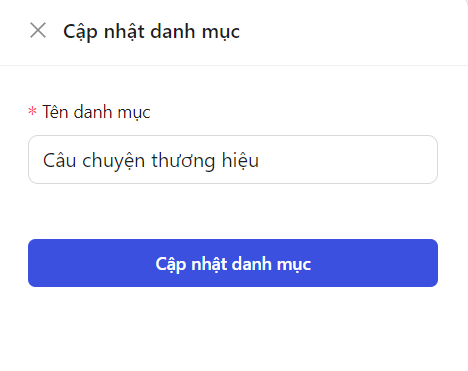 Cập nhật danh mục
* Tên danh mục
Câu chuyện thương hiệu
Cập nhật danh mục